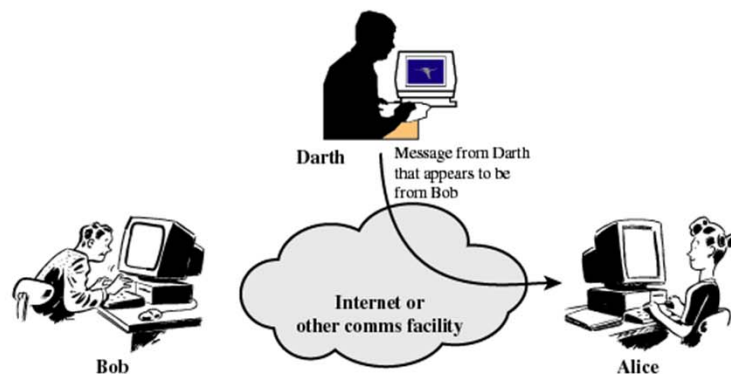 Darth
Message from Darth
that appears to be
from Bob
Internet or
other comms facility
Bob
Alice